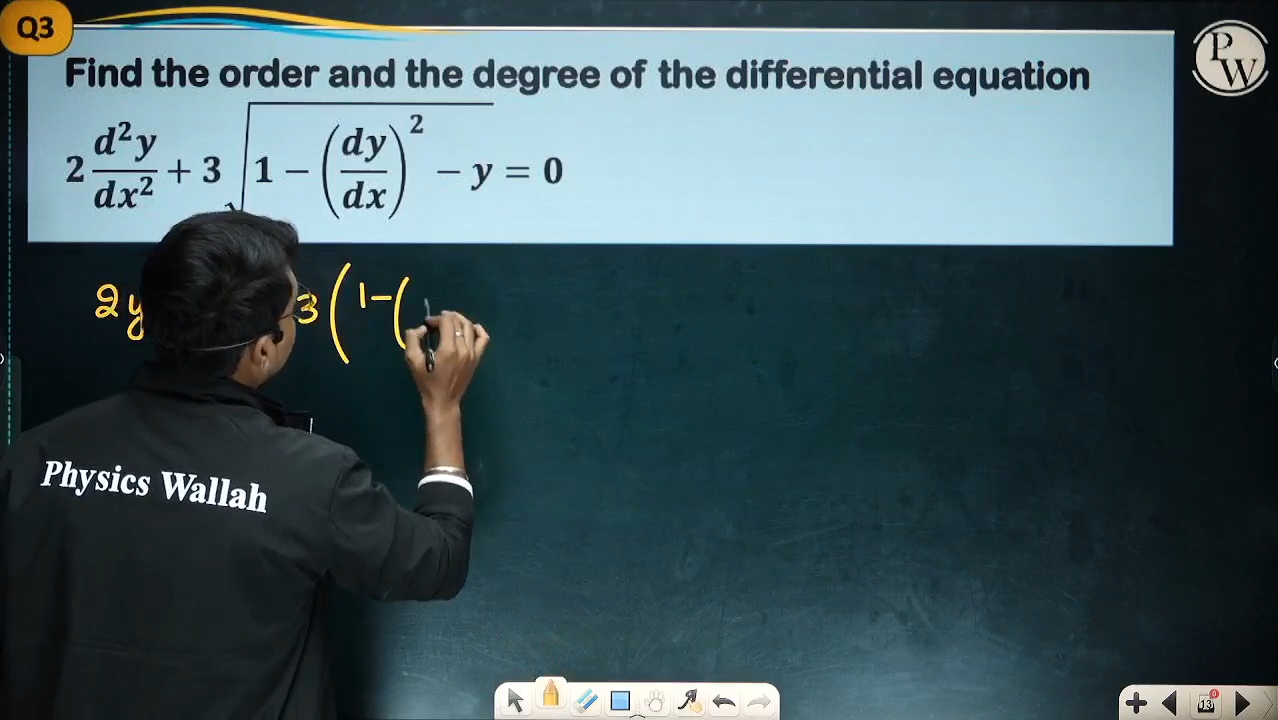 Q3
PW
Find the order and the degree of the differential equation
2 d²y/dx² + 3 √(1 − (dy/dx)² − y) = 0
2y 3 ( 1 - (
Physics Wallah
13